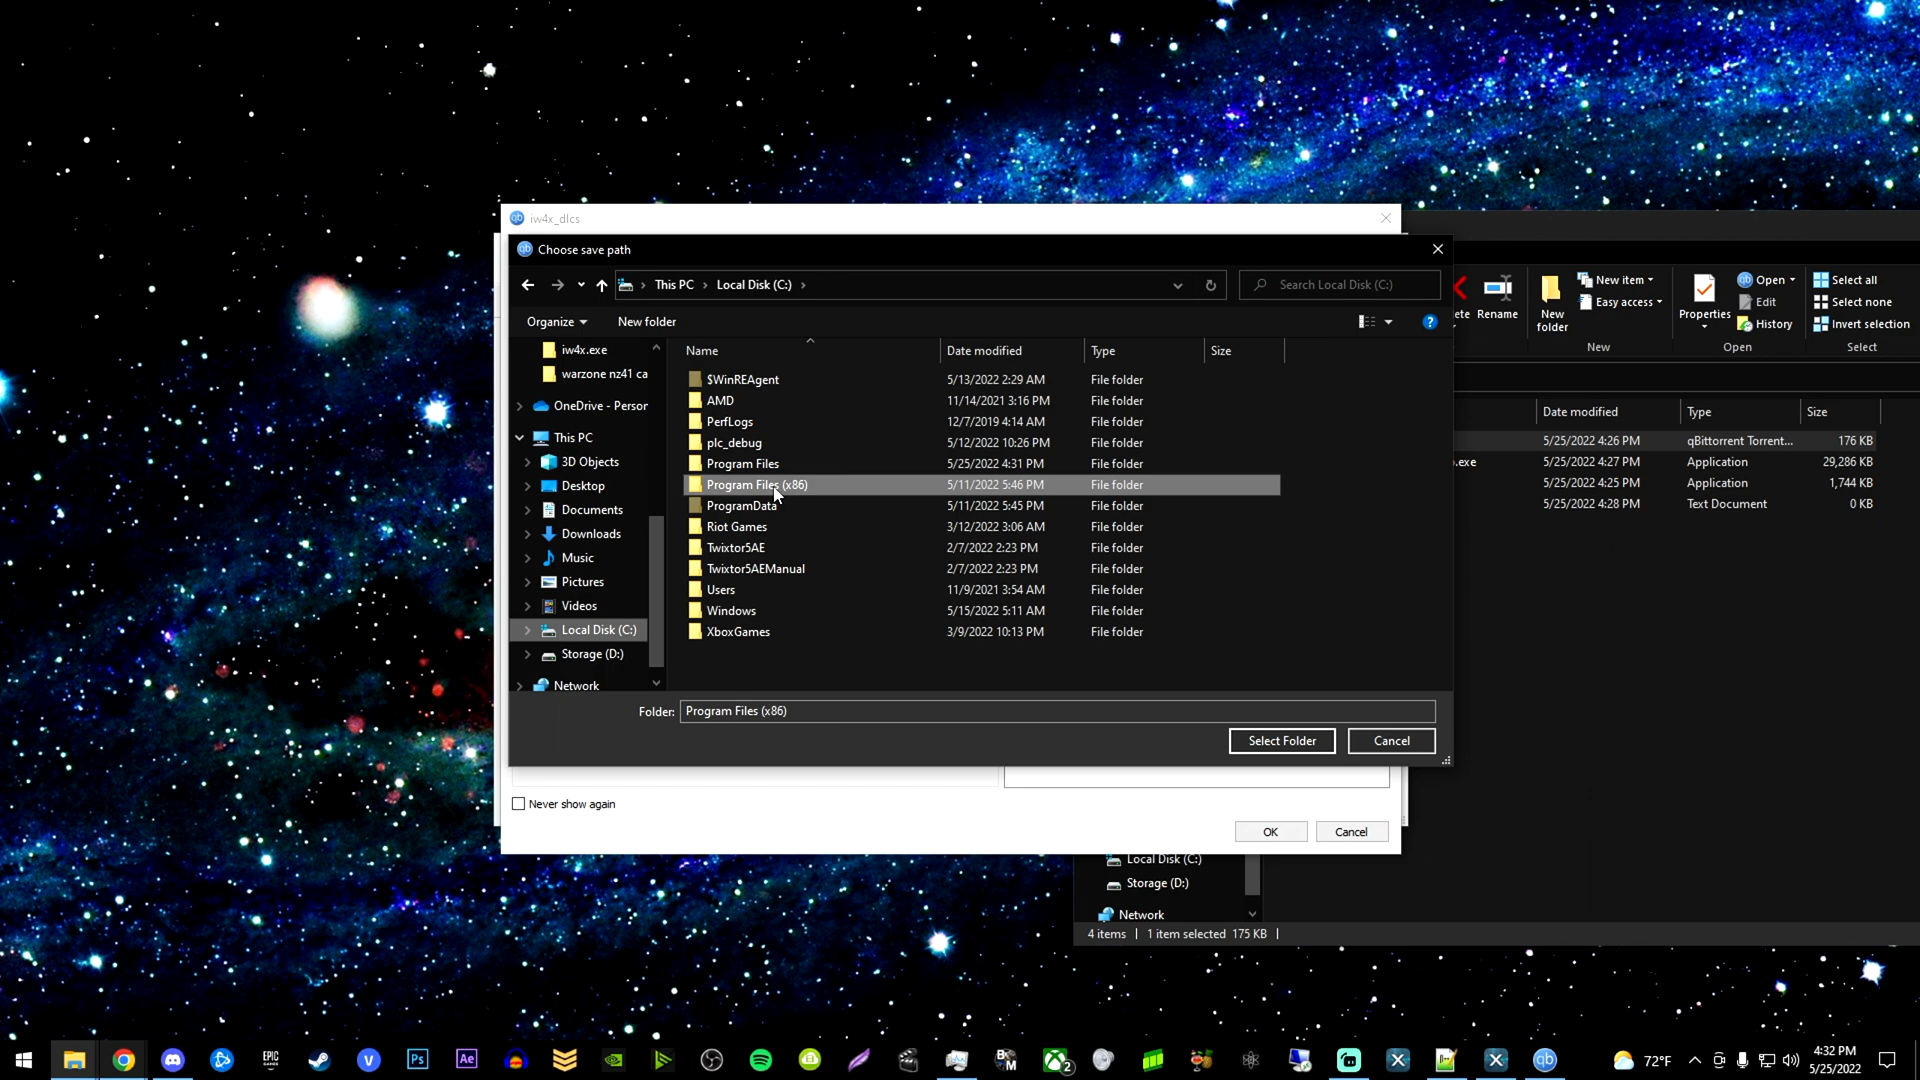 iw4x_dlcs
Choose save path
This PC
Local Disk (C:)
Search Local Disk (C:)
Organize
New folder
iw4x.exe
warzone nz41 ca
OneDrive - Person
This PC
3D Objects
Desktop
Documents
Downloads
Music
Pictures
Videos
Local Disk (C:)
Storage (D:)
Network
Name Date modified Type Size
$WinREAgent 5/13/2022 2:29 AM File folder
AMD 11/14/2021 3:16 PM File folder
PerfLogs 12/7/2019 4:14 AM File folder
plc_debug 5/12/2022 10:26 PM File folder
Program Files 5/25/2022 4:31 PM File folder
Program Files (x86) 5/11/2022 5:46 PM File folder
ProgramData 5/11/2022 5:45 PM File folder
Riot Games 3/12/2022 3:06 AM File folder
Twixtor5AE 2/7/2022 2:23 PM File folder
Twixtor5AEManual 2/7/2022 2:23 PM File folder
Users 11/9/2021 3:54 AM File folder
Windows 5/15/2022 5:11 AM File folder
XboxGames 3/9/2022 10:13 PM File folder
Folder: Program Files (x86)
Select Folder
Cancel
Never show again
OK
Cancel
ete
Rename
New folder
New item
Easy access
New
Properties
Open
Edit
History
Open
Select all
Select none
Invert selection
Select
Date modified Type Size
5/25/2022 4:26 PM qBittorrent Torrent... 176 KB
.exe 5/25/2022 4:27 PM Application 29,286 KB
5/25/2022 4:25 PM Application 1,744 KB
5/25/2022 4:28 PM Text Document 0 KB
Local Disk (C:)
Storage (D:)
Network
4 items 1 item selected 175 KB
EPIC GAMES
Ps
Ae
2
qb
72°F
4:32 PM
5/25/2022